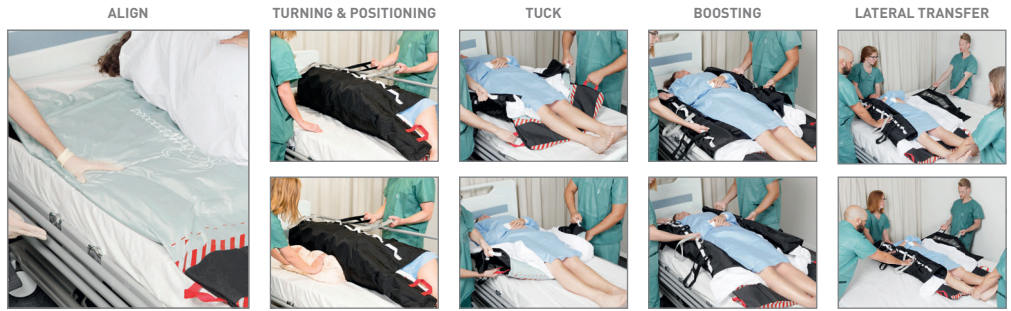 ALIGN
TURNING & POSITIONING
TUCK
BOOSTING
LATERAL TRANSFER